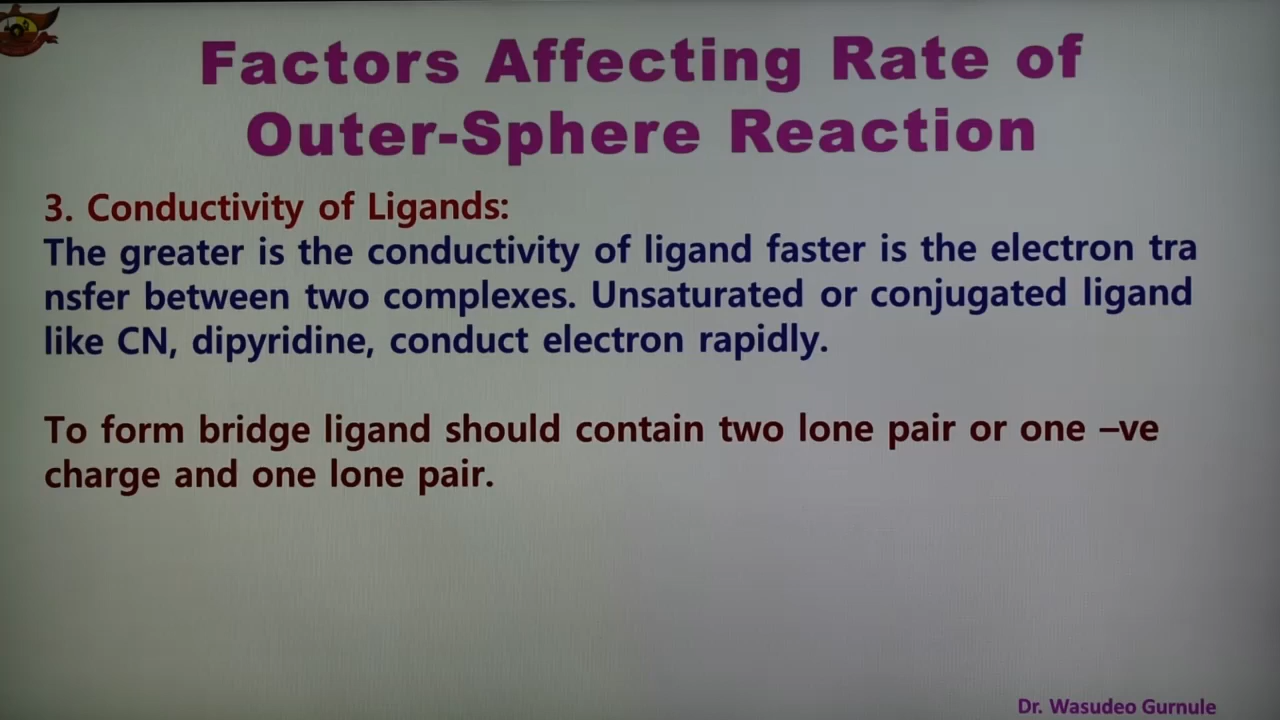 Factors Affecting Rate of
Outer-Sphere Reaction
3. Conductivity of Ligands:
The greater is the conductivity of ligand faster is the electron tra
nsfer between two complexes. Unsaturated or conjugated ligand
like CN, dipyridine, conduct electron rapidly.
To form bridge ligand should contain two lone pair or one –ve
charge and one lone pair.
Dr. Wasudeo Gurnule